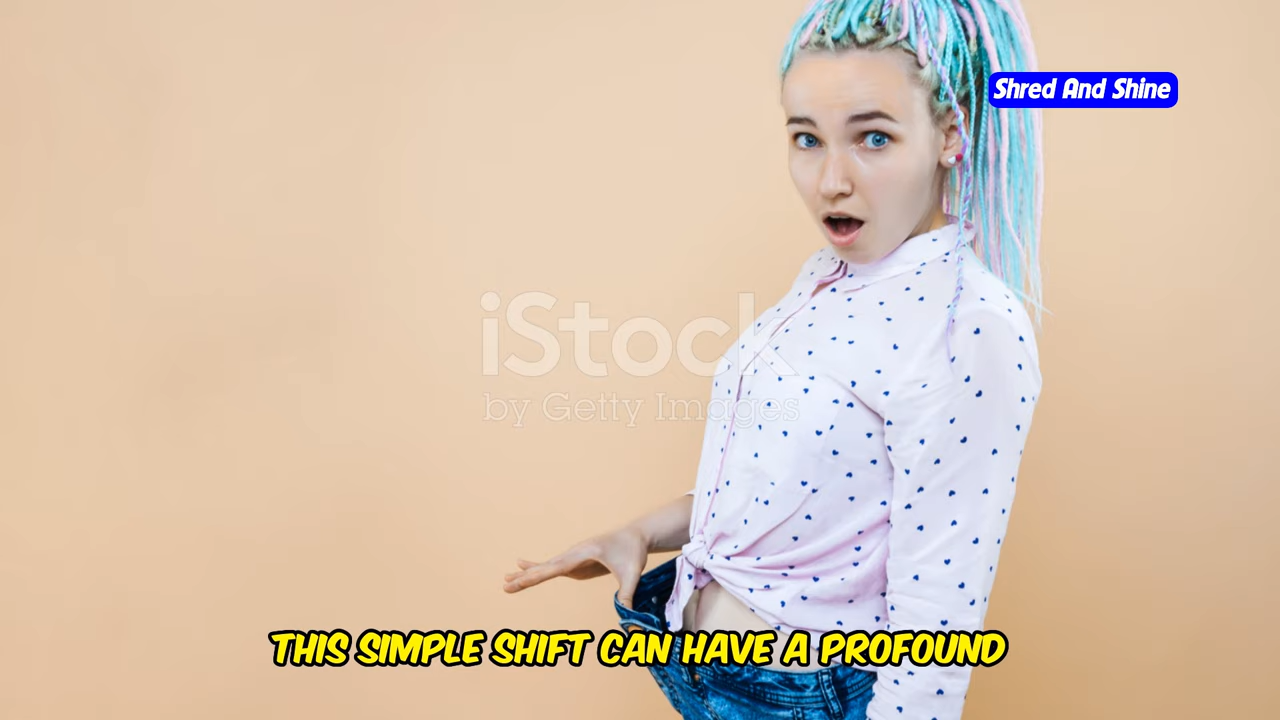 Shred And Shine
iStock
by Getty Images
THIS SIMPLE SHIFT CAN HAVE A PROFOUND